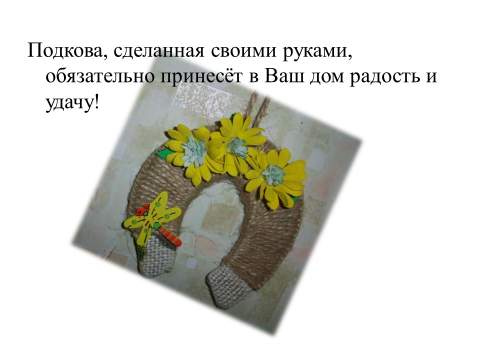 Подкова, сделанная своими руками,
обязательно принесёт в Ваш дом радость и
удачу!